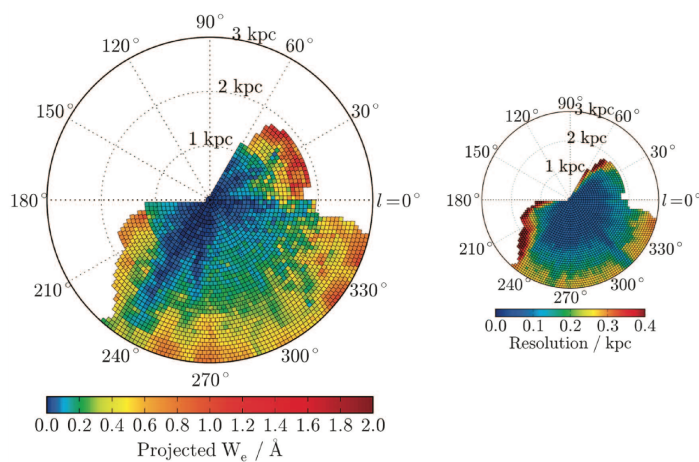 90°
120°
3 kpc
60°
2 kpc
150°
30°
1 kpc
180°
l=0°
210°
330°
240°
300°
270°
0.0 0.2 0.4 0.6 0.8 1.0 1.2 1.4 1.6 1.8 2.0
Projected Wₑ / Å
90°
120°
3 kpc
60°
2 kpc
150°
30°
1 kpc
180°
l=0°
210°
330°
240°
300°
270°
0.0 0.1 0.2 0.3 0.4
Resolution / kpc